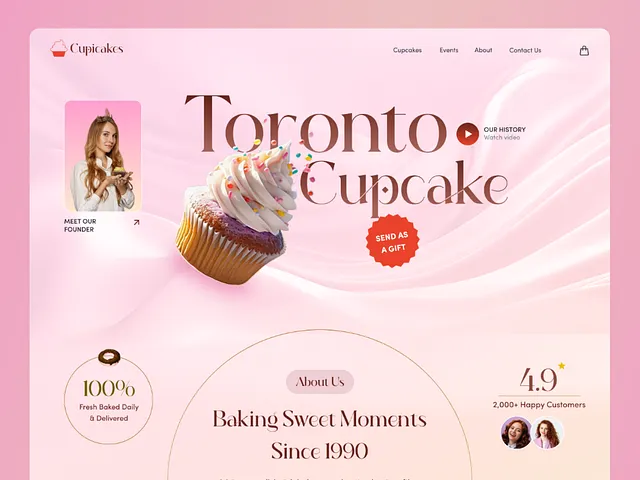 Cupicakes
Cupcakes
Events
About
Contact Us
Toronto
Cupcake
OUR HISTORY
Watch video
MEET OUR
FOUNDER
SEND AS
A GIFT
100%
Fresh Baked Daily
& Delivered
About Us
Baking Sweet Moments
Since 1990
4.9
2,000+ Happy Customers